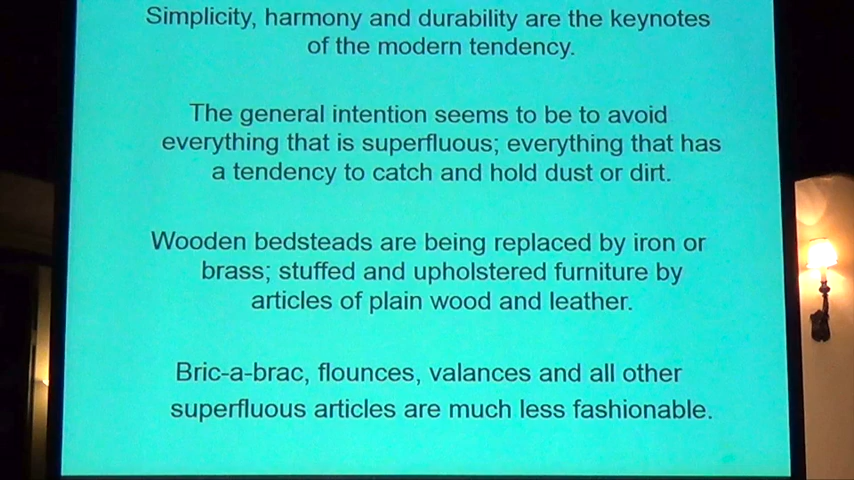 Simplicity, harmony and durability are the keynotes
of the modern tendency.
The general intention seems to be to avoid
everything that is superfluous; everything that has
a tendency to catch and hold dust or dirt.
Wooden bedsteads are being replaced by iron or
brass; stuffed and upholstered furniture by
articles of plain wood and leather.
Bric-a-brac, flounces, valances and all other
superfluous articles are much less fashionable.